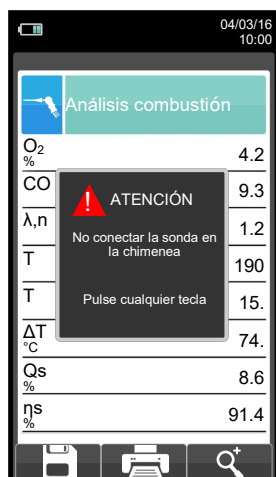 04/03/16
10:00
Análisis combustión
O2
%
4.2
CO
9.3
λ,n
1.2
T
190
T
15.
ΔT
°C
74.
Qs
%
8.6
ηs
%
91.4
ATENCIÓN
No conectar la sonda en
la chimenea
Pulse cualquier tecla